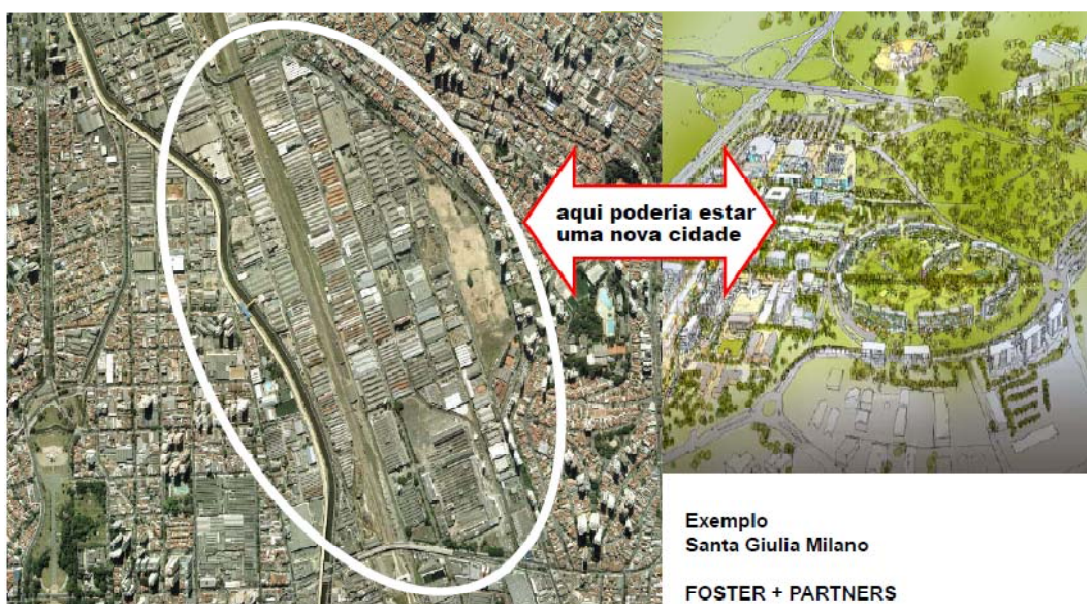 aqui poderia estar
uma nova cidade
Exemplo
Santa Giulia Milano
FOSTER + PARTNERS